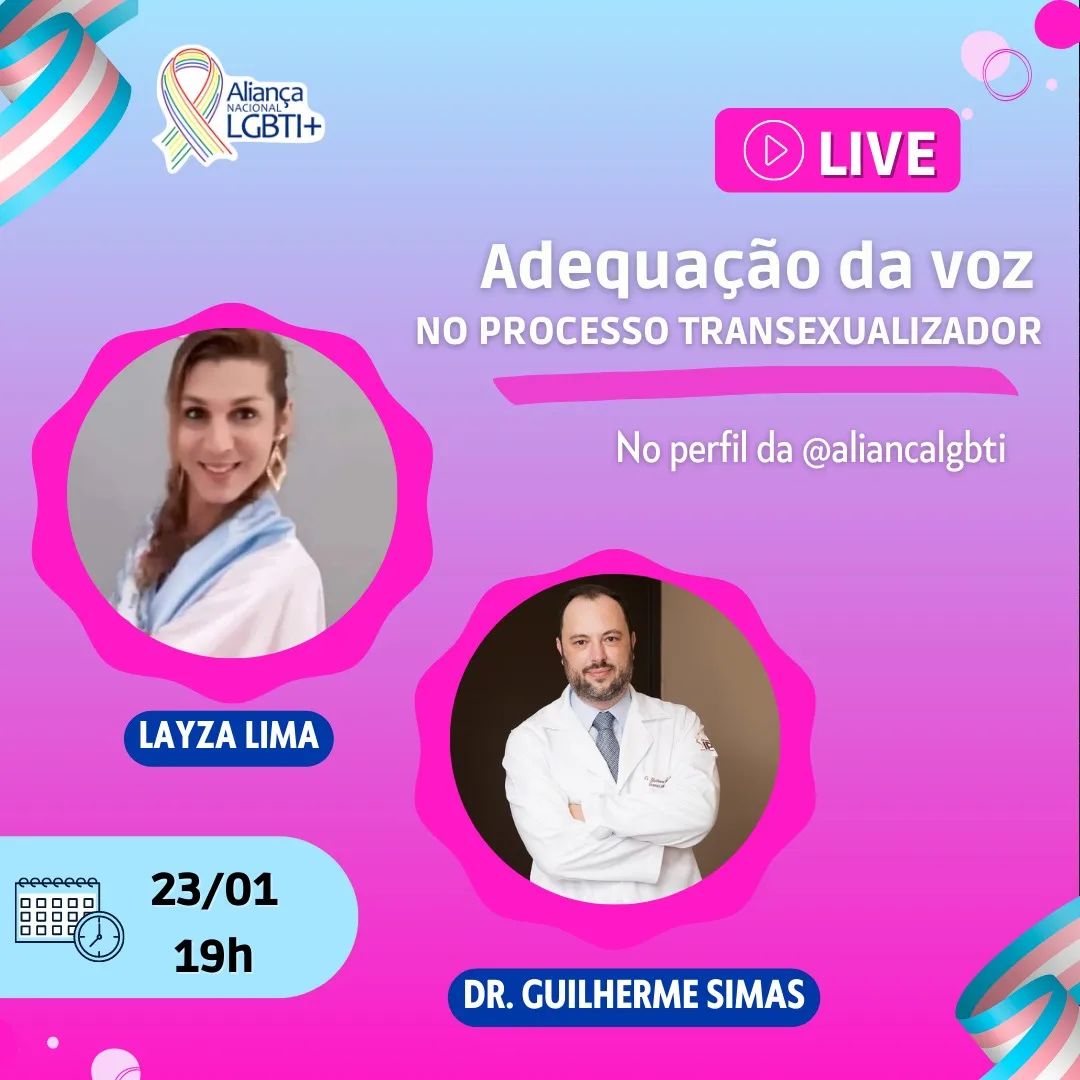 Aliança
NACIONAL
LGBTI+
LIVE
Adequação da voz
NO PROCESSO TRANSEXUALIZADOR
No perfil da @aliancalgbti
LAYZA LIMA
23/01
19h
DR. GUILHERME SIMAS